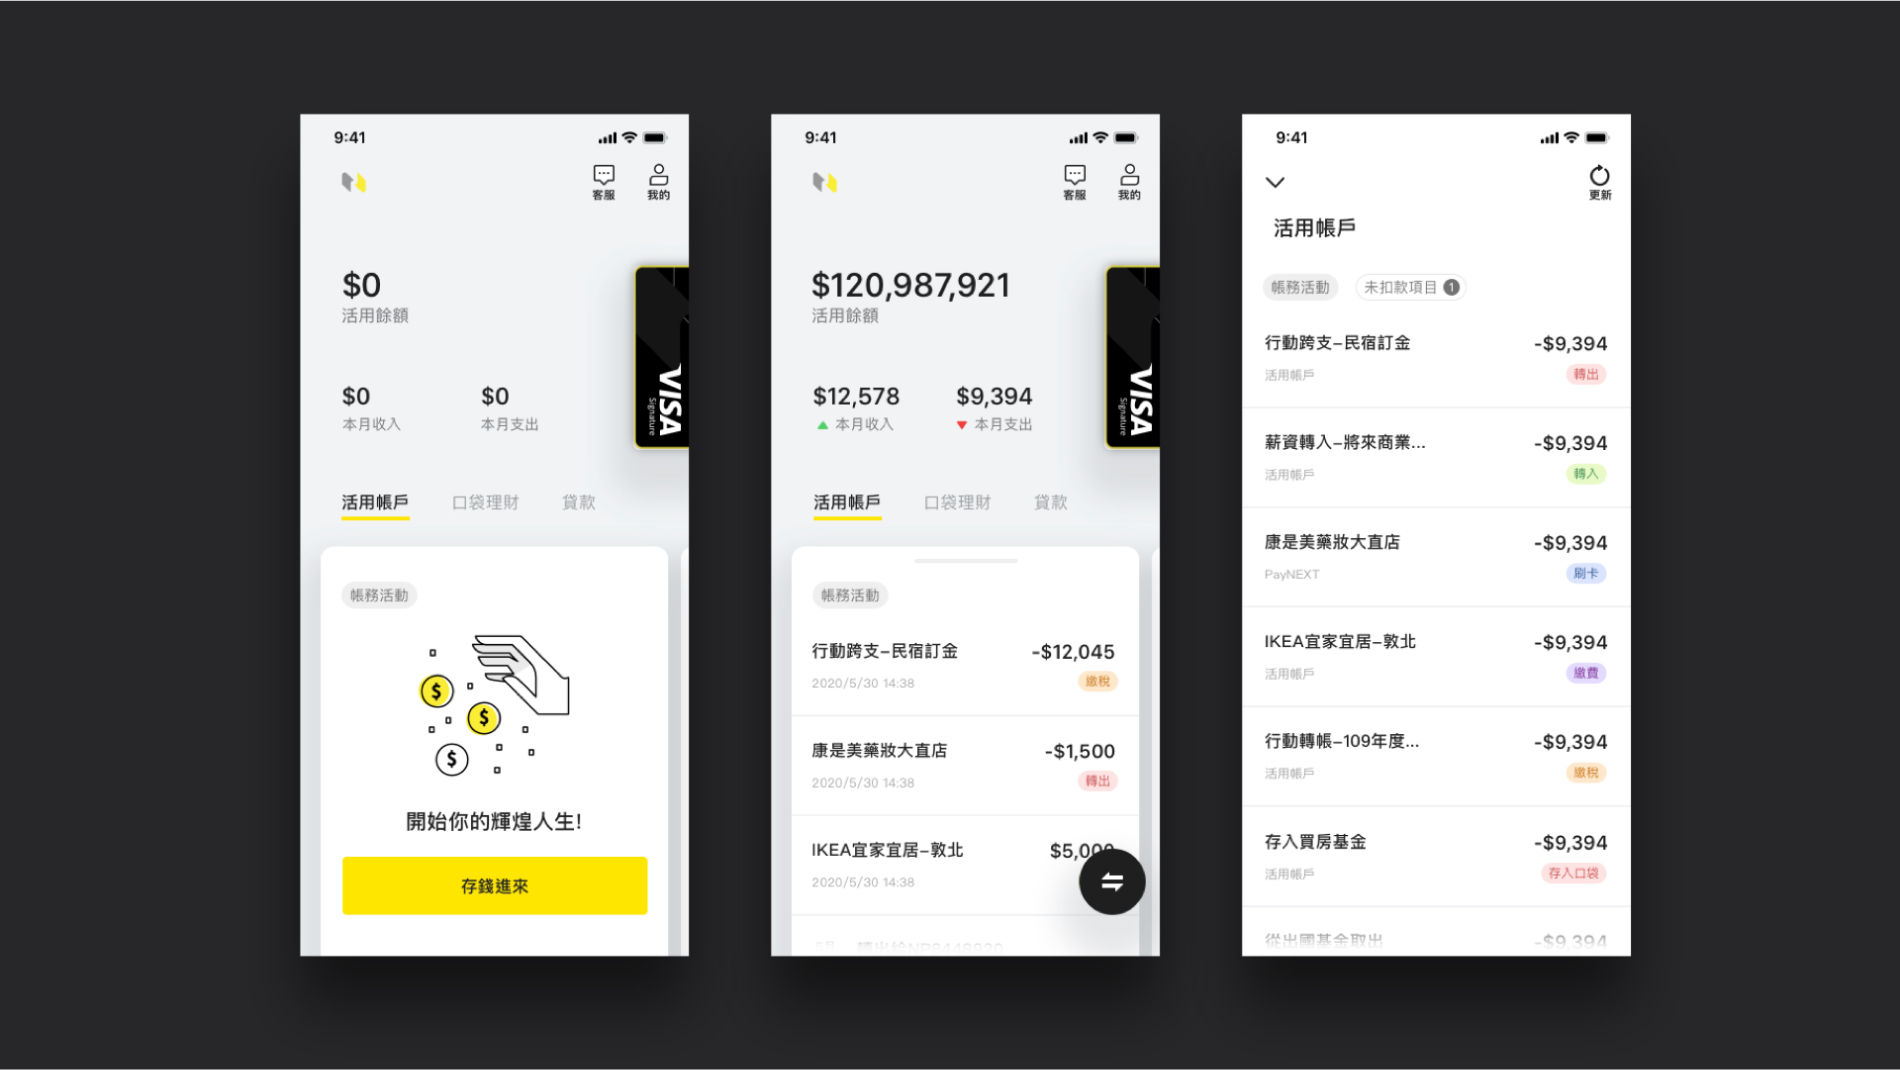 9:41
客服
我的
$0
活用餘額
$0
$0
本月收入
本月支出
VISA
Signature
活用帳戶
口袋理財
貸款
帳務活動
$
$
$
開始你的輝煌人生!
存錢進來
9:41
客服
我的
$120,987,921
活用餘額
$12,578
$9,394
本月收入
本月支出
VISA
Signature
活用帳戶
口袋理財
貸款
帳務活動
行動跨支–民宿訂金
-$12,045
2020/5/30 14:38
繳稅
康是美藥妝大直店
-$1,500
2020/5/30 14:38
轉出
IKEA宜家宜居–敦北
$5,000
2020/5/30 14:38
9:41
更新
活用帳戶
帳務活動
未扣款項目 1
行動跨支–民宿訂金
-$9,394
活用帳戶
轉出
薪資轉入–將來商業...
-$9,394
活用帳戶
轉入
康是美藥妝大直店
-$9,394
PayNEXT
刷卡
IKEA宜家宜居–敦北
-$9,394
活用帳戶
繳費
行動轉帳–109年度...
-$9,394
活用帳戶
繳稅
存入買房基金
-$9,394
活用帳戶
存入口袋
從出國基金取出
-$9,394